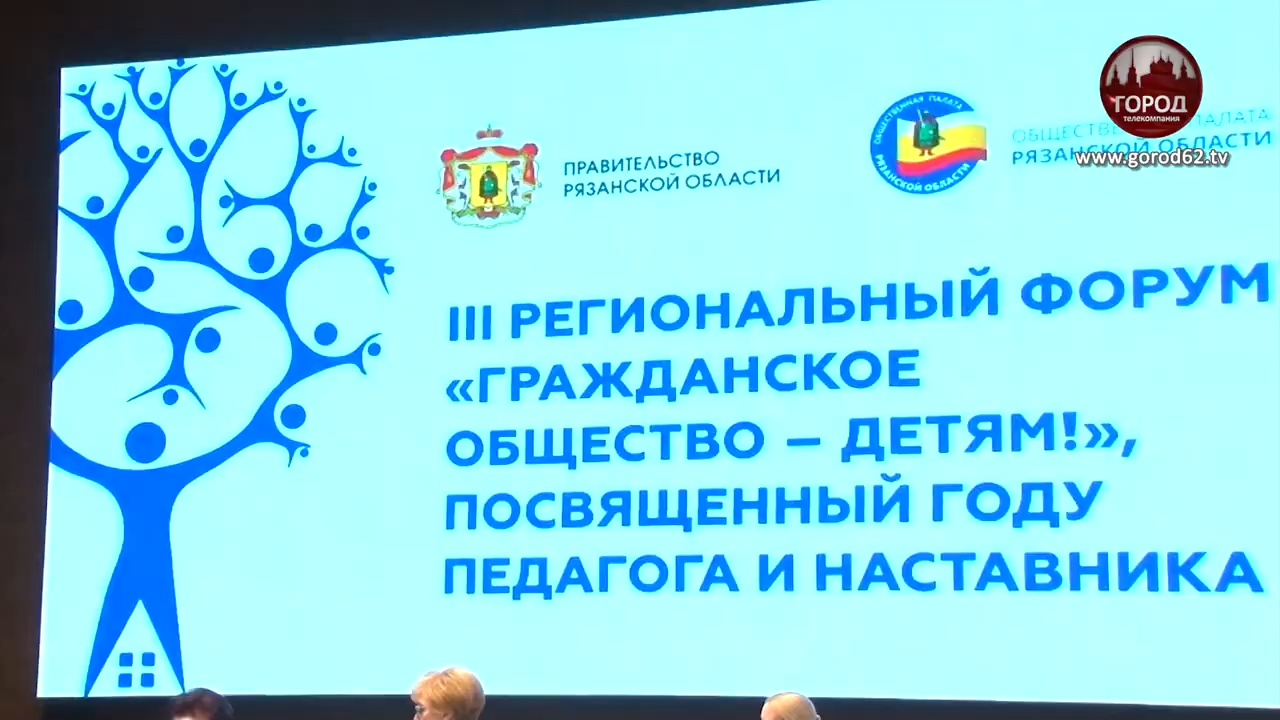 ГОРОД
телекомпания
www.gorod62.tv
ПРАВИТЕЛЬСТВО
РЯЗАНСКОЙ ОБЛАСТИ
ОБЩЕСТВЕННАЯ ПАЛАТА
РЯЗАНСКОЙ ОБЛАСТИ
РЯЗАНСКОЙ ОБЛАСТИ
III РЕГИОНАЛЬНЫЙ ФОРУМ
«ГРАЖДАНСКОЕ
ОБЩЕСТВО – ДЕТЯМ!»,
ПОСВЯЩЕННЫЙ ГОДУ
ПЕДАГОГА И НАСТАВНИКА